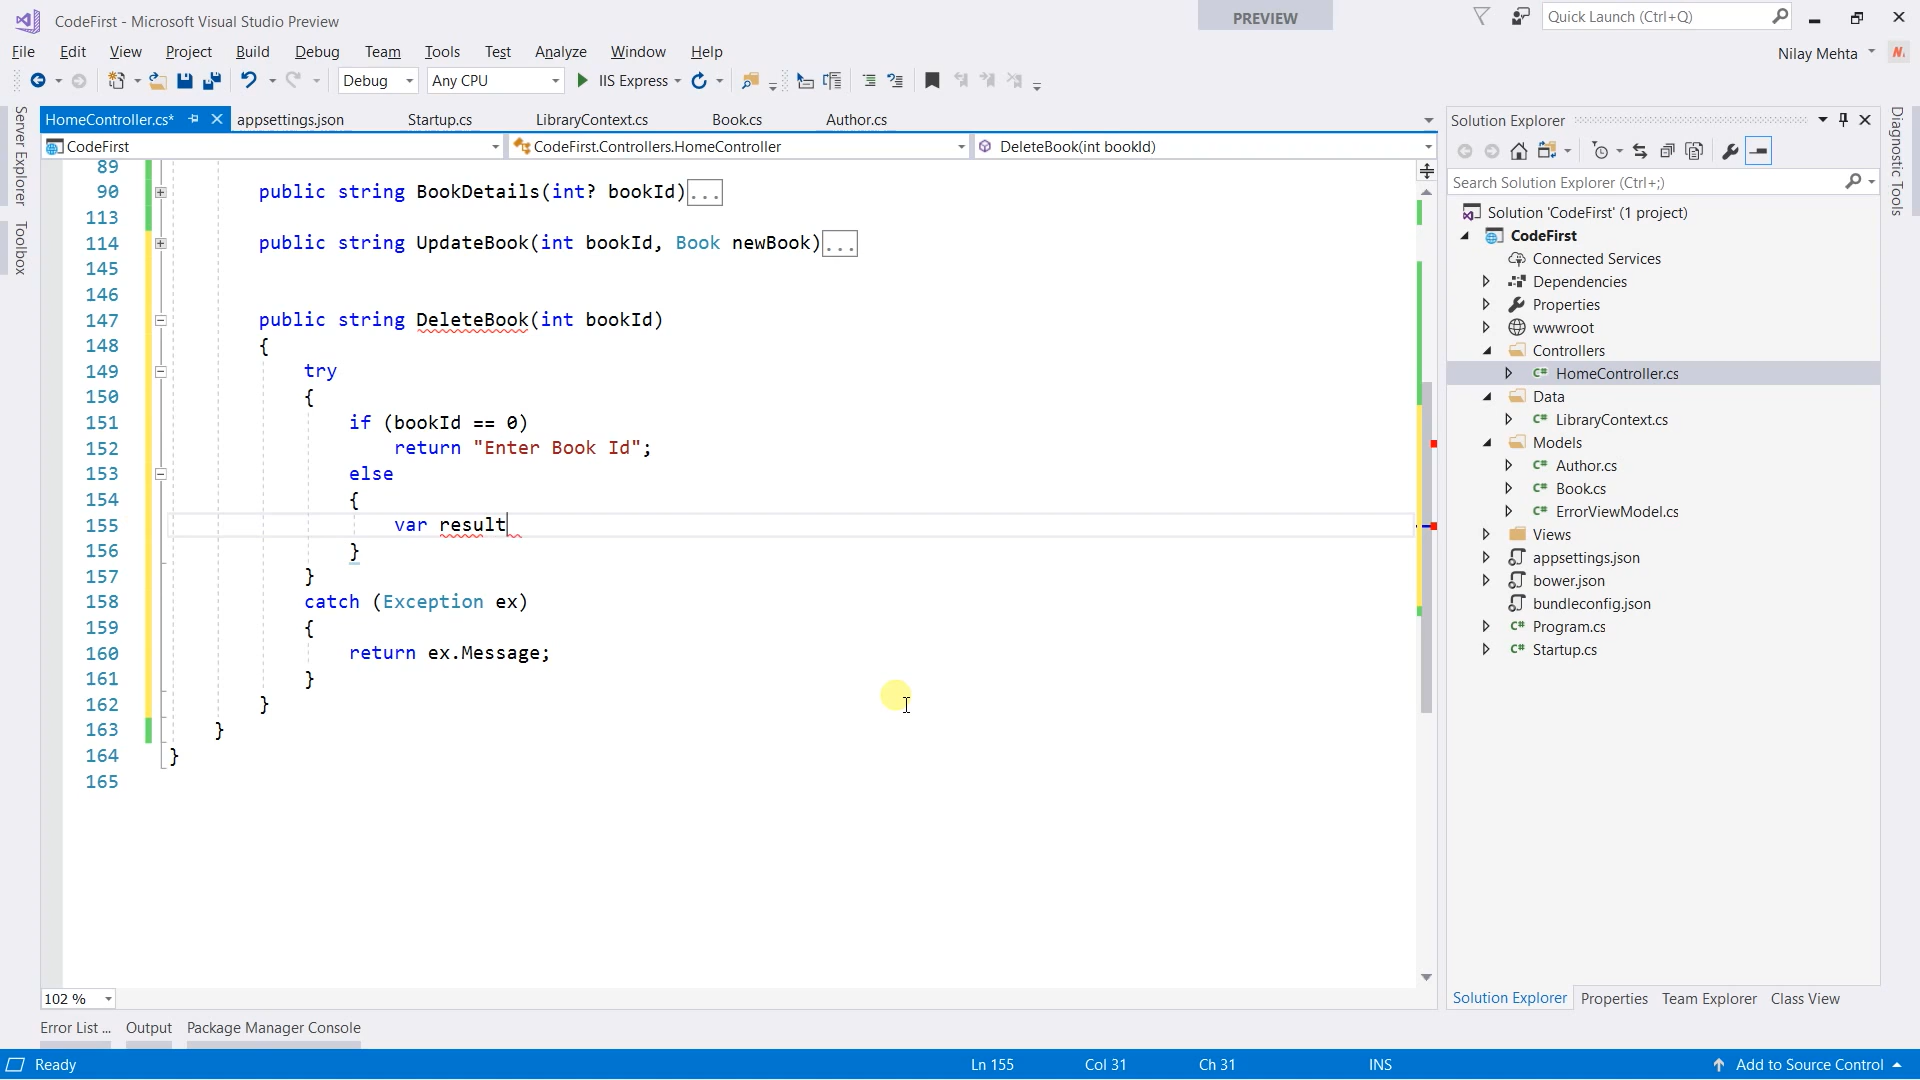 CodeFirst - Microsoft Visual Studio Preview
PREVIEW
Quick Launch (Ctrl+Q)
File Edit View Project Build Debug Team Tools Test Analyze Window Help
Nilay Mehta
Debug Any CPU IIS Express
Server Explorer
Toolbox
HomeController.cs* appsettings.json Startup.cs LibraryContext.cs Book.cs Author.cs
CodeFirst CodeFirst.Controllers.HomeController DeleteBook(int bookId)
89
90 public string BookDetails(int? bookId)...
113
114 public string UpdateBook(int bookId, Book newBook)...
145
146
147 public string DeleteBook(int bookId)
148 {
149 try
150 {
151 if (bookId == 0)
152 return "Enter Book Id";
153 else
154 {
155 var result
156 }
157 }
158 catch (Exception ex)
159 {
160 return ex.Message;
161 }
162 }
163 }
164 }
165
102 %
Solution Explorer
Search Solution Explorer (Ctrl+;)
Solution 'CodeFirst' (1 project)
CodeFirst
Connected Services
Dependencies
Properties
wwwroot
Controllers
C# HomeController.cs
Data
C# LibraryContext.cs
Models
C# Author.cs
C# Book.cs
C# ErrorViewModel.cs
Views
appsettings.json
bower.json
bundleconfig.json
C# Program.cs
C# Startup.cs
Solution Explorer Properties Team Explorer Class View
Diagnostic Tools
Error List ... Output Package Manager Console
Ready Ln 155 Col 31 Ch 31 INS Add to Source Control